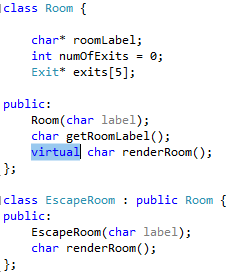 class Room {
char* roomLabel;
int numOfExits = 0;
Exit* exits[5];
public:
Room(char label);
char getRoomLabel();
virtual char renderRoom();
};
class EscapeRoom : public Room {
public:
EscapeRoom(char label);
char renderRoom();
};